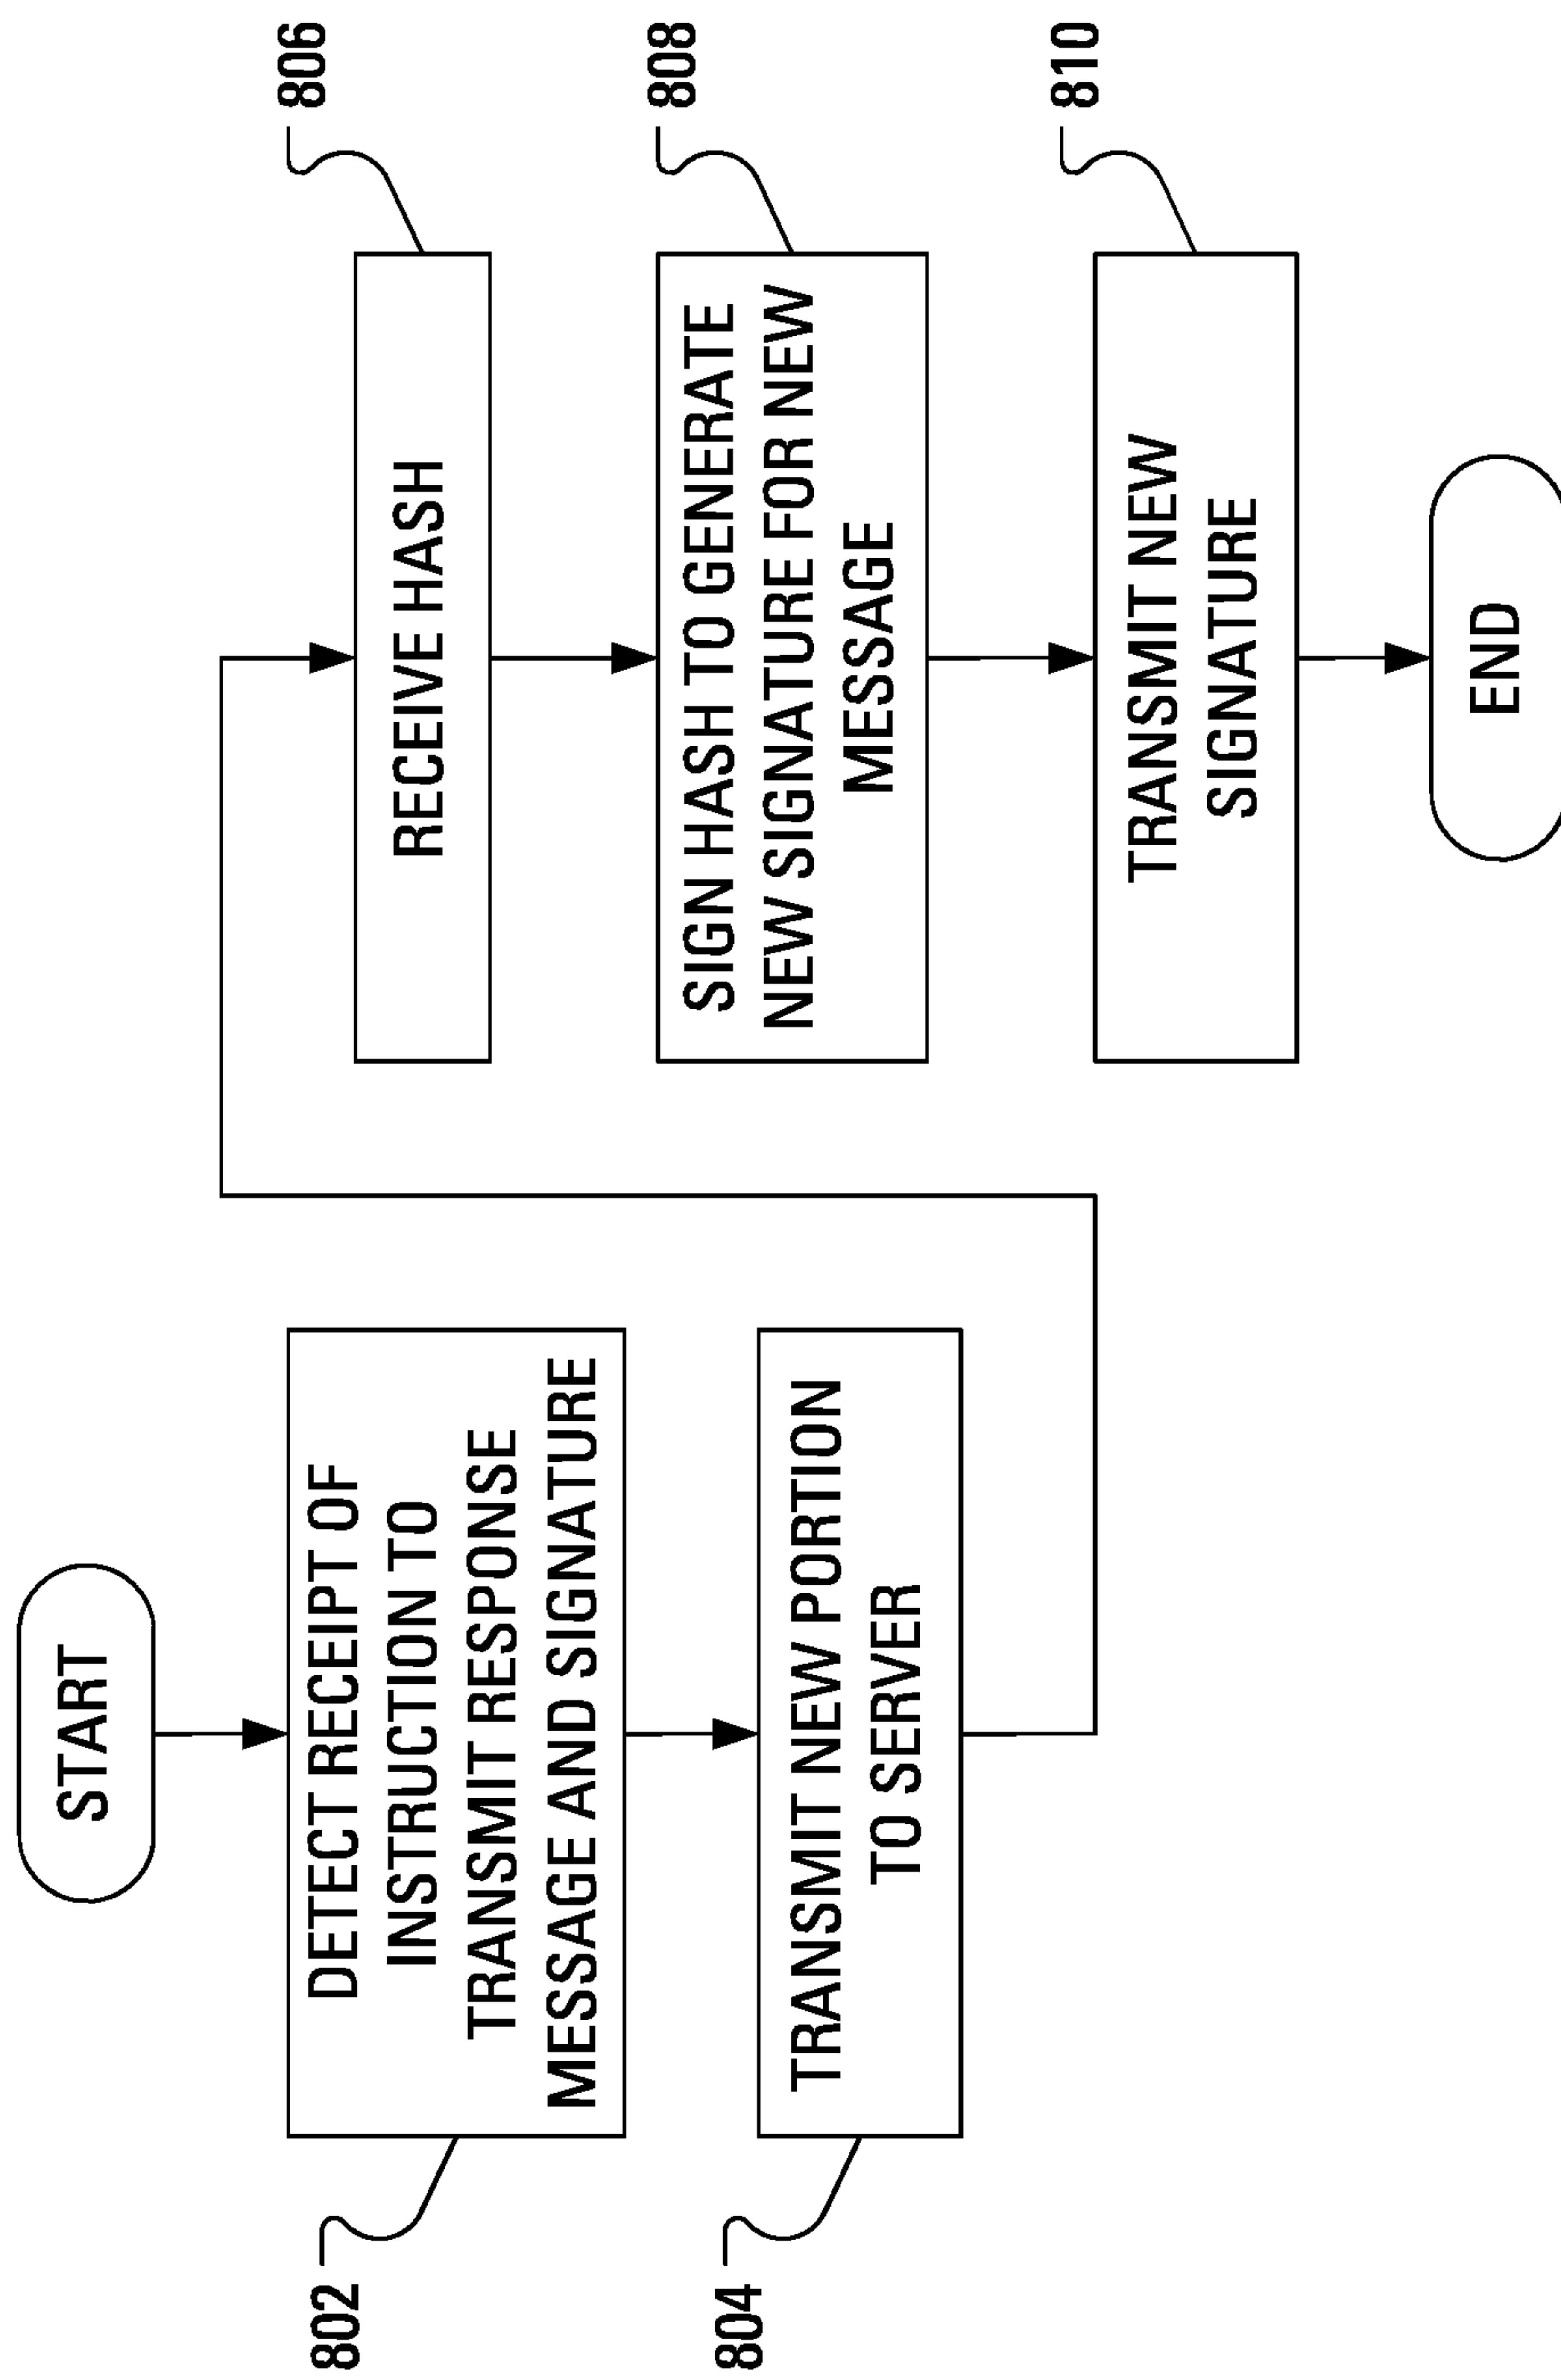 START
802
DETECT RECEIPT OF
INSTRUCTION TO
TRANSMIT RESPONSE
MESSAGE AND SIGNATURE
804
TRANSMIT NEW PORTION
TO SERVER
806
RECEIVE HASH
808
SIGN HASH TO GENERATE
NEW SIGNATURE FOR NEW
MESSAGE
810
TRANSMIT NEW
SIGNATURE
END